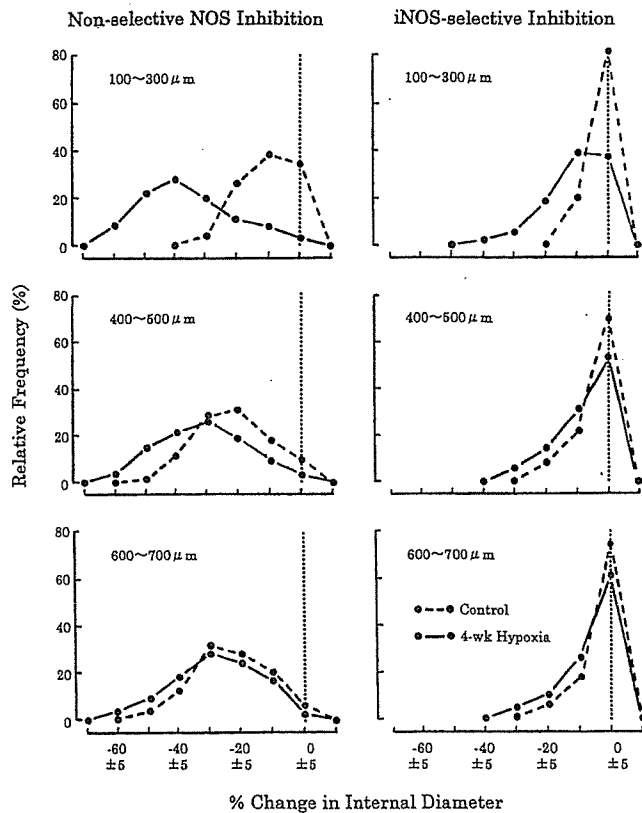 Non-selective NOS Inhibition
iNOS-selective Inhibition
100~300μm
100~300μm
80
60
40
20
0
400~500μm
400~500μm
80
60
40
20
0
Relative Frequency (%)
600~700μm
600~700μm
80
60
40
20
0
Control
4-wk Hypoxia
-60 -40 -20 0
±5 ±5 ±5 ±5
-60 -40 -20 0
±5 ±5 ±5 ±5
% Change in Internal Diameter